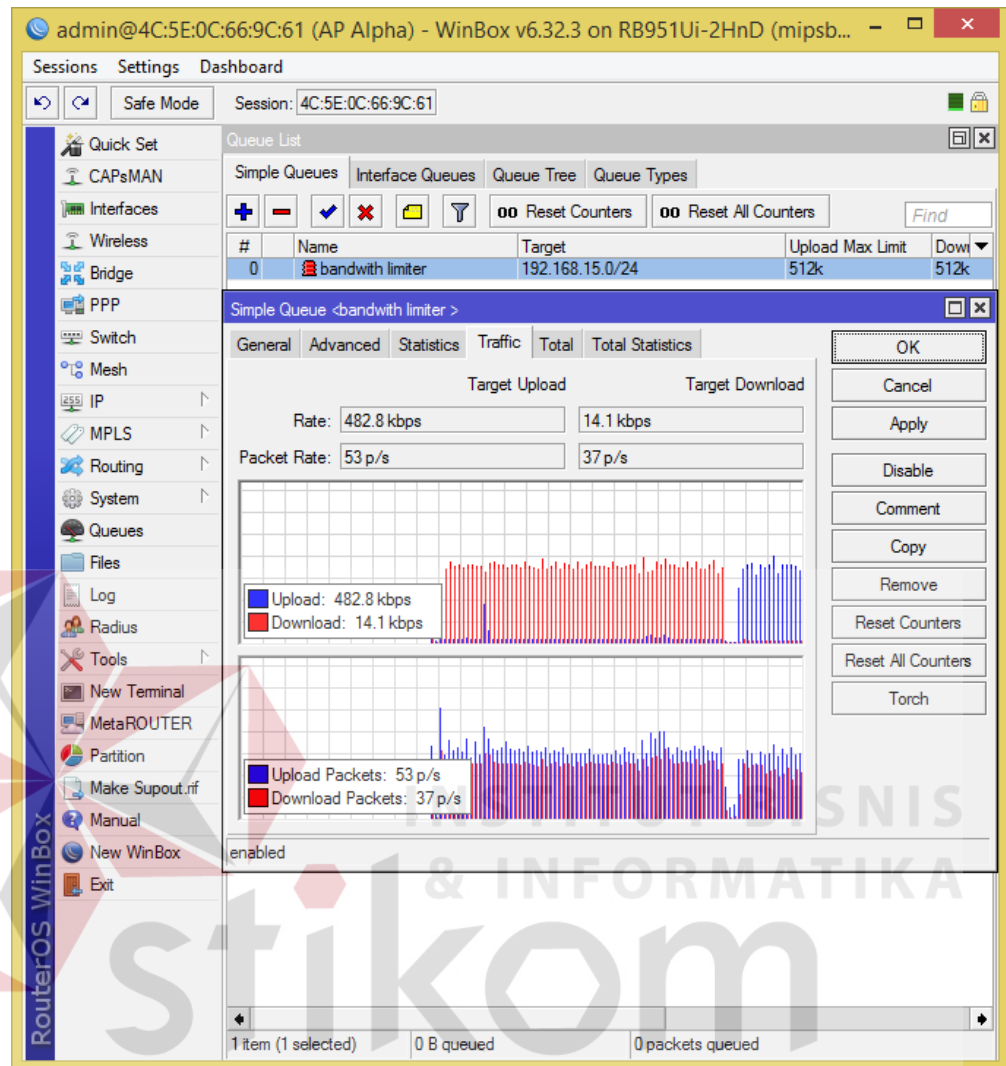 admin@4C:5E:0C:66:9C:61 (AP Alpha) - WinBox v6.32.3 on RB951Ui-2HnD (mipsb...
Sessions Settings Dashboard
Safe Mode Session: 4C:5E:0C:66:9C:61
Quick Set
CAPsMAN
Interfaces
Wireless
Bridge
PPP
Switch
Mesh
IP
MPLS
Routing
System
Queues
Files
Log
Radius
Tools
New Terminal
MetaROUTER
Partition
Make Supout.rif
Manual
New WinBox
Exit
RouterOS WinBox
Queue List
Simple Queues Interface Queues Queue Tree Queue Types
00 Reset Counters 00 Reset All Counters Find
# Name Target Upload Max Limit Dowi
0 bandwith limiter 192.168.15.0/24 512k 512k
Simple Queue <bandwith limiter >
General Advanced Statistics Traffic Total Total Statistics
Target Upload Target Download
Rate: 482.8 kbps 14.1 kbps
Packet Rate: 53 p/s 37 p/s
Upload: 482.8 kbps
Download: 14.1 kbps
Upload Packets: 53 p/s
Download Packets: 37 p/s
enabled
OK
Cancel
Apply
Disable
Comment
Copy
Remove
Reset Counters
Reset All Counters
Torch
INSTITUT BISNIS
& INFORMATIKA
stikom
1 item (1 selected) 0 B queued 0 packets queued